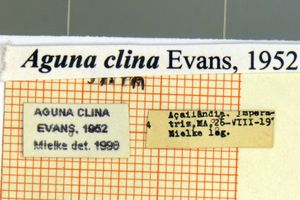 Aguna clina Evans, 1952
AGUNA CLINA
EVANS, 1952
Mielke det. 1998
Açailândia, Impera-
triz, MA, 26-VIII-19
Mielke leg.